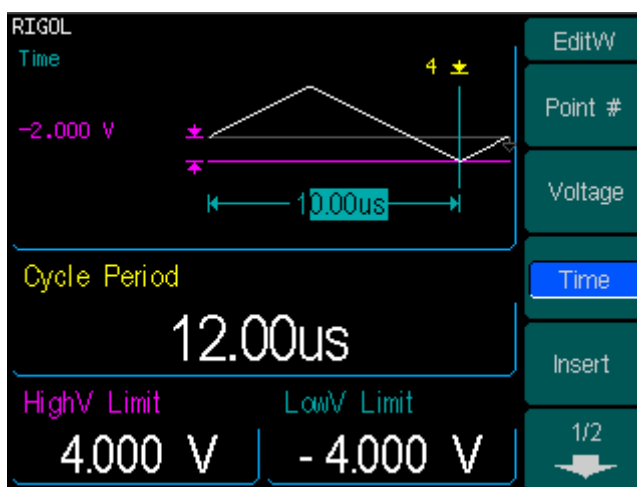 RIGOL
EditW
Time
4
Point #
-2.000 V
Voltage
10.00us
Cycle Period
Time
12.00us
Insert
HighV Limit
LowV Limit
4.000 V
- 4.000 V
1/2